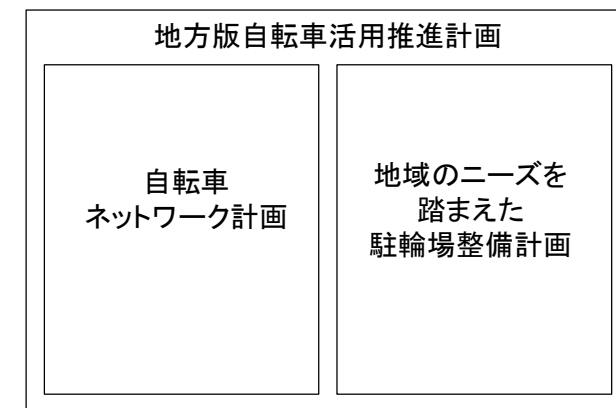 地方版自転車活用推進計画
自転車
ネットワーク計画
地域のニーズを
踏まえた
駐輪場整備計画